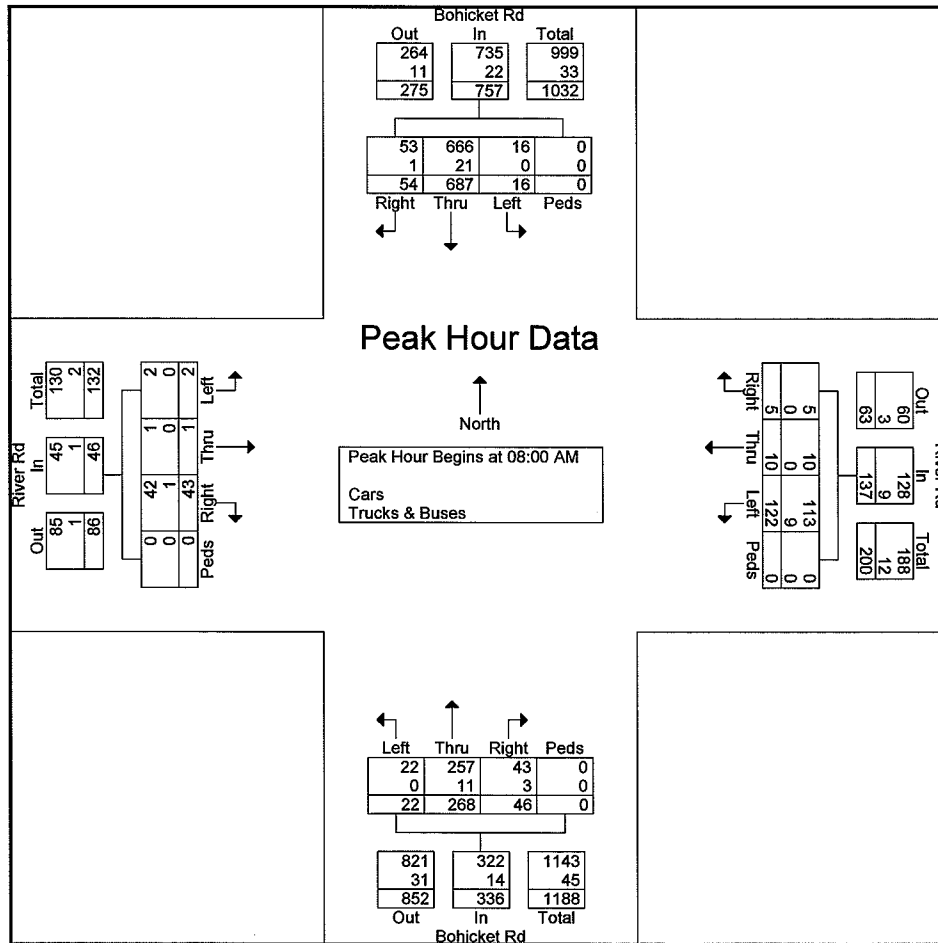 Bohicket Rd
Out In Total
264 735 999
11 22 33
275 757 1032
53 666 16 0
1 21 0 0
54 687 16 0
Right Thru Left Peds
Peak Hour Data
North
Peak Hour Begins at 08:00 AM
Cars
Trucks & Buses
River Rd
Out In Total
85 45 130
1 1 2
86 46 132
Peds Right Thru Left
0 42 1 2
0 1 0 0
0 43 1 2
River Rd
Out In Total
60 128 188
3 9 12
63 137 200
5 10 113 0
0 0 9 0
5 10 122 0
Right Thru Left Peds
Left Thru Right Peds
22 257 43 0
0 11 3 0
22 268 46 0
821 322 1143
31 14 45
852 336 1188
Out In Total
Bohicket Rd